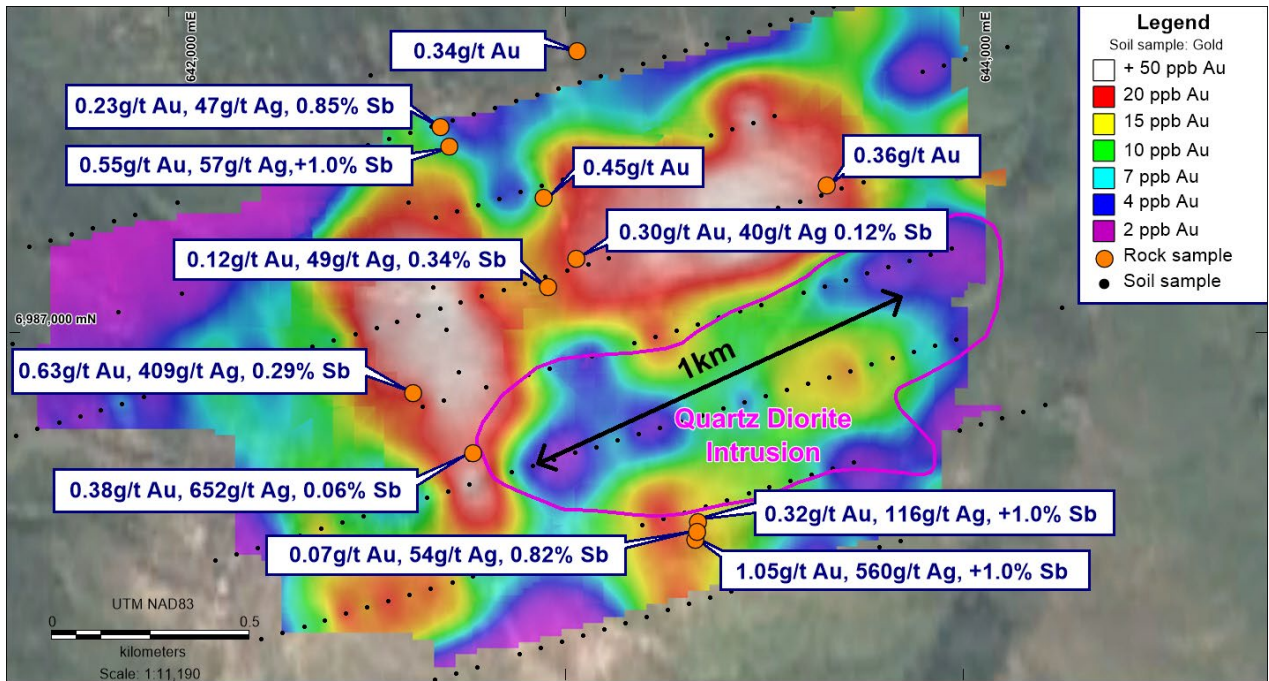 642,000 mE
644,000 mE
0.34g/t Au
0.23g/t Au, 47g/t Ag, 0.85% Sb
0.55g/t Au, 57g/t Ag,+1.0% Sb
0.45g/t Au
0.36g/t Au
0.30g/t Au, 40g/t Ag 0.12% Sb
0.12g/t Au, 49g/t Ag, 0.34% Sb
6,987,000 mN
0.63g/t Au, 409g/t Ag, 0.29% Sb
1km
Quartz Diorite
Intrusion
0.38g/t Au, 652g/t Ag, 0.06% Sb
0.32g/t Au, 116g/t Ag, +1.0% Sb
0.07g/t Au, 54g/t Ag, 0.82% Sb
1.05g/t Au, 560g/t Ag, +1.0% Sb
UTM NAD83
0 0.5
kilometers
Scale: 1:11,190
Legend
Soil sample: Gold
+ 50 ppb Au
20 ppb Au
15 ppb Au
10 ppb Au
7 ppb Au
4 ppb Au
2 ppb Au
Rock sample
Soil sample